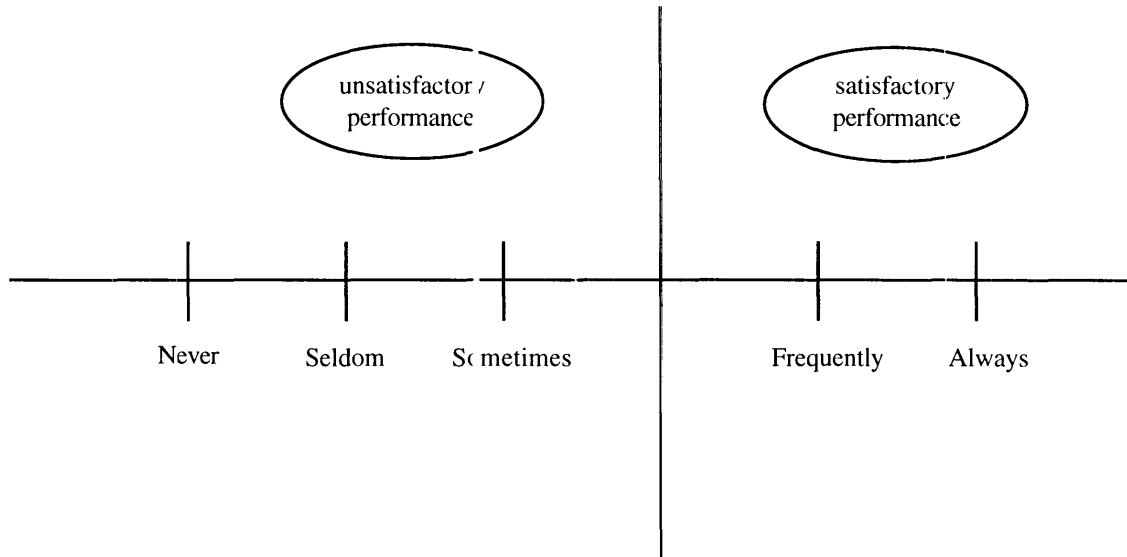 unsatisfactory
performance
satisfactory
performance
Never
Seldom
Sometimes
Frequently
Always